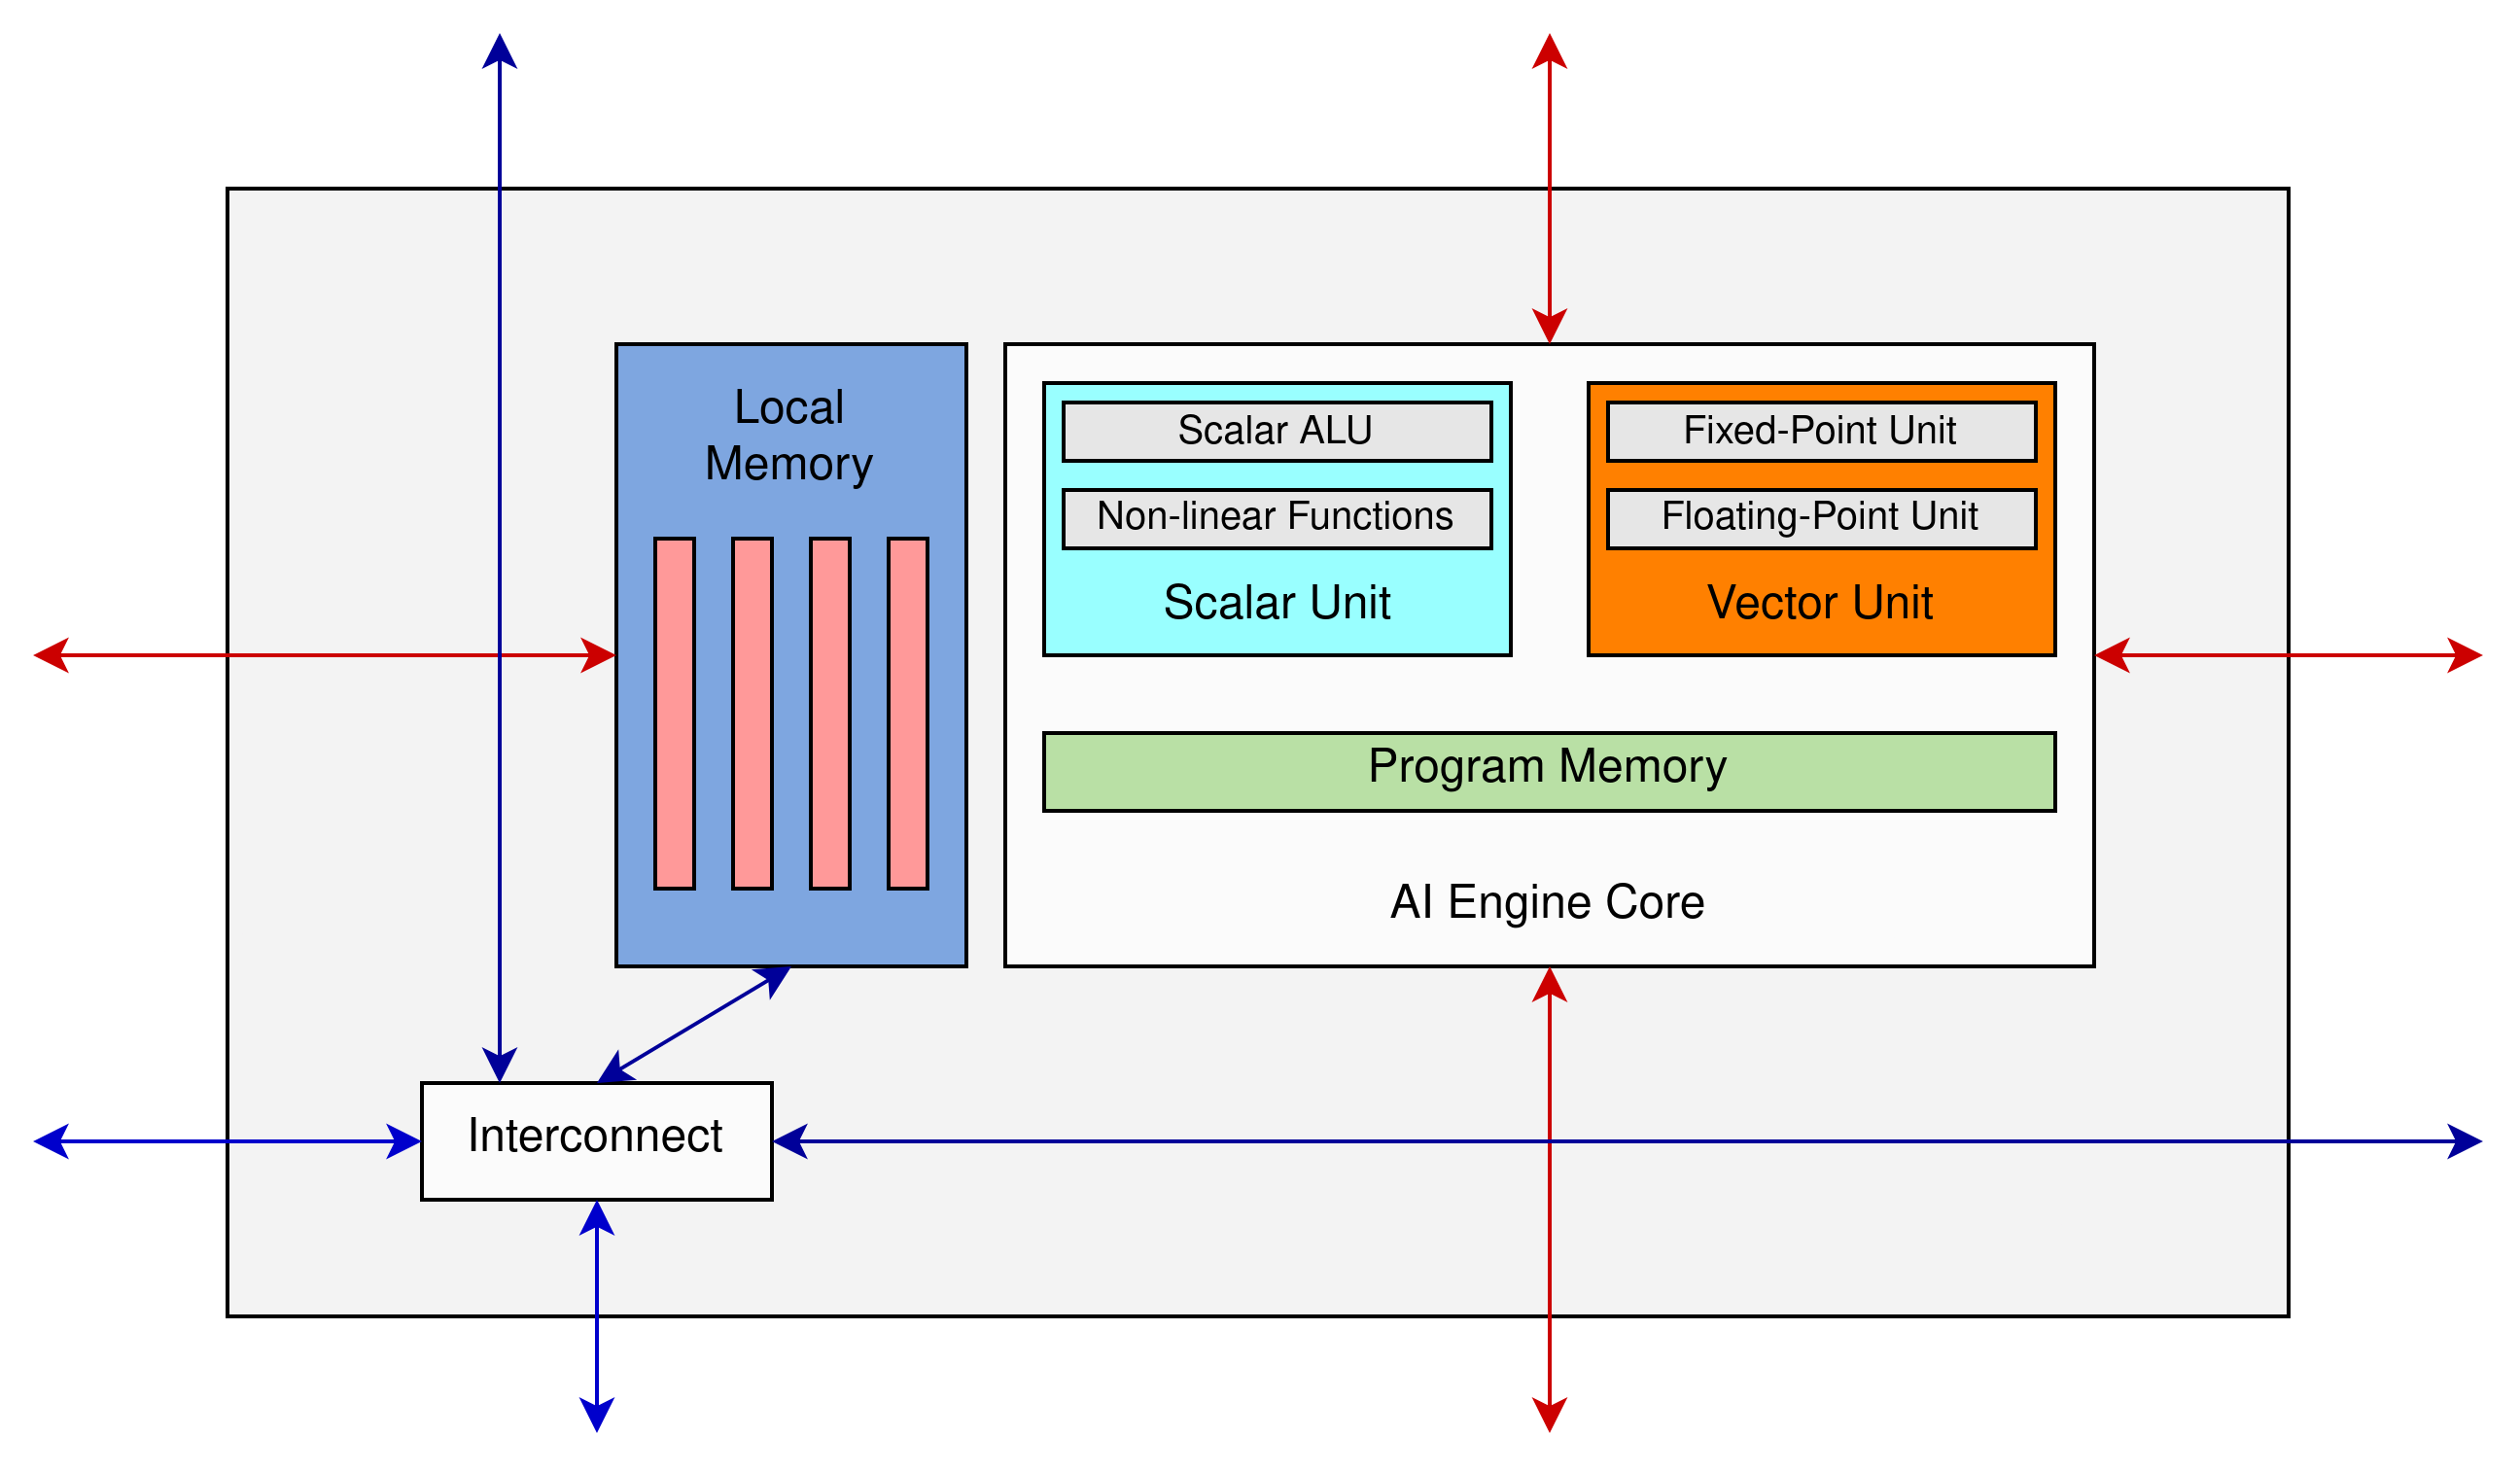 Local
Memory
Scalar ALU
Non-linear Functions
Scalar Unit
Fixed-Point Unit
Floating-Point Unit
Vector Unit
Program Memory
AI Engine Core
Interconnect